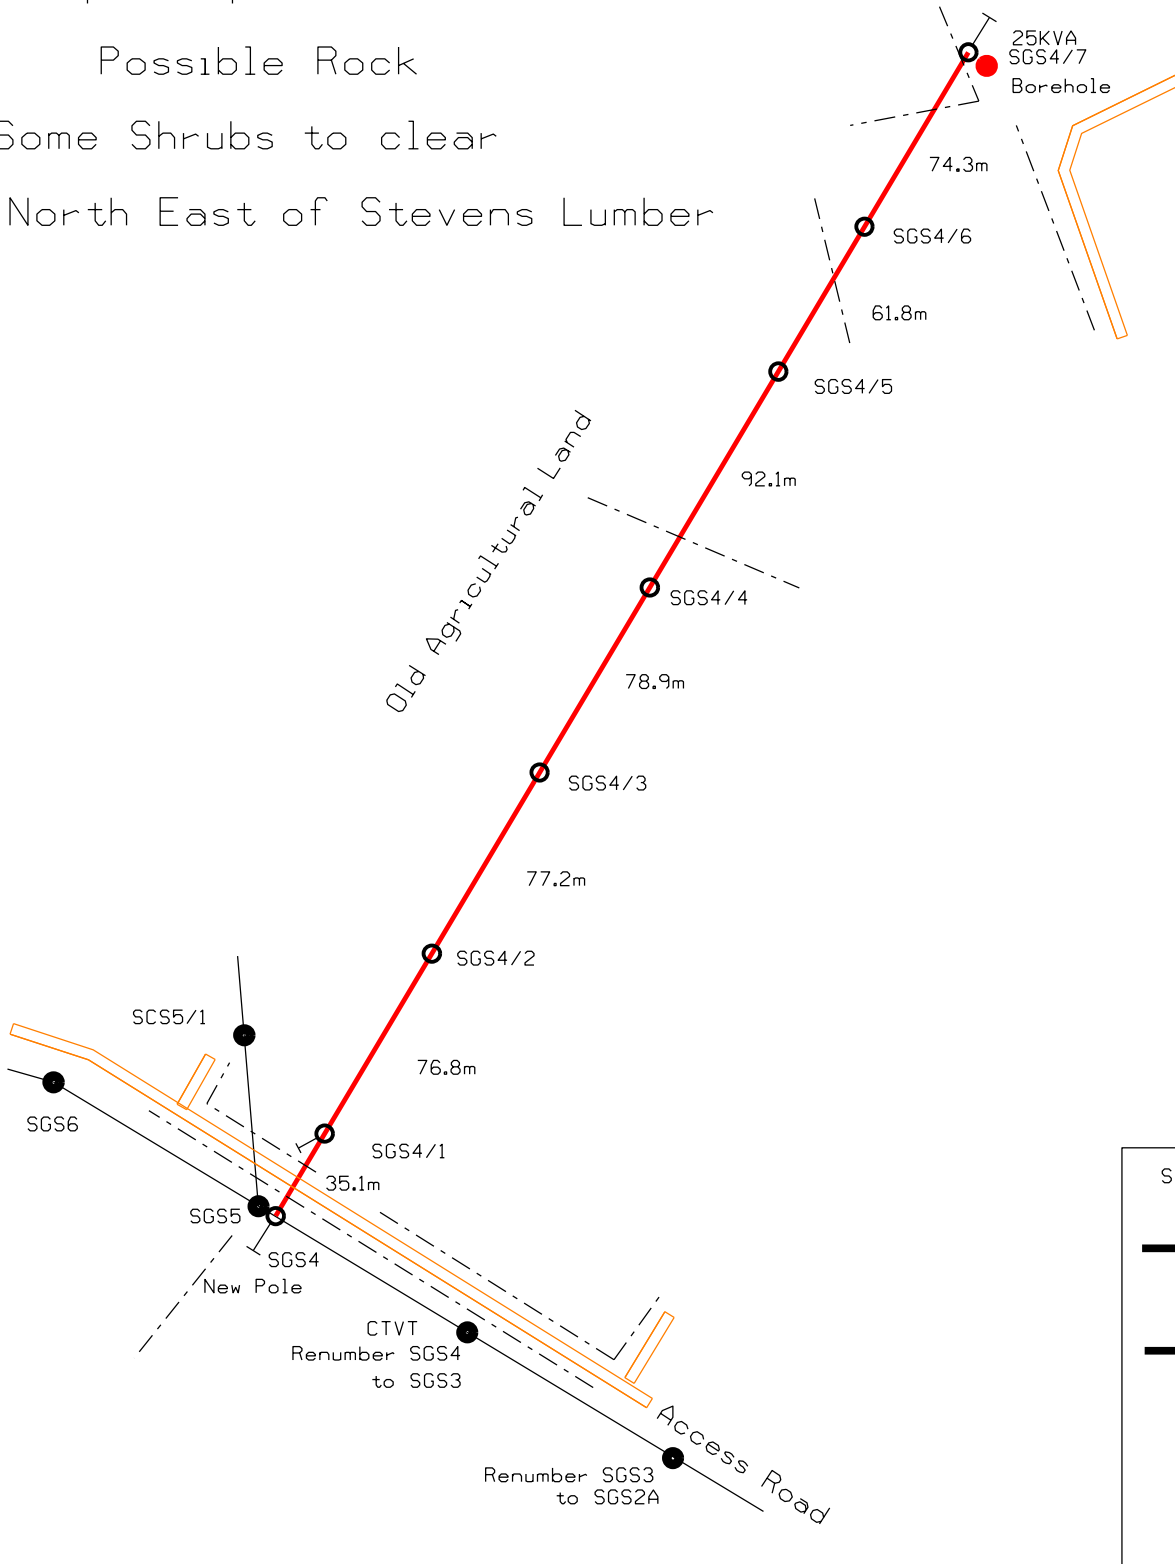 Possible Rock
Some Shrubs to clear
North East of Stevens Lumber
25KVA
SGS4/7
Borehole
74.3m
SGS4/6
61.8m
SGS4/5
92.1m
Old Agricultural Land
SGS4/4
78.9m
SGS4/3
77.2m
SGS4/2
SCS5/1
76.8m
SGS6
SGS4/1
35.1m
SGS5
SGS4
New Pole
CTVT
Renumber SGS4
to SGS3
Access Road
Renumber SGS3
to SGS2A
S